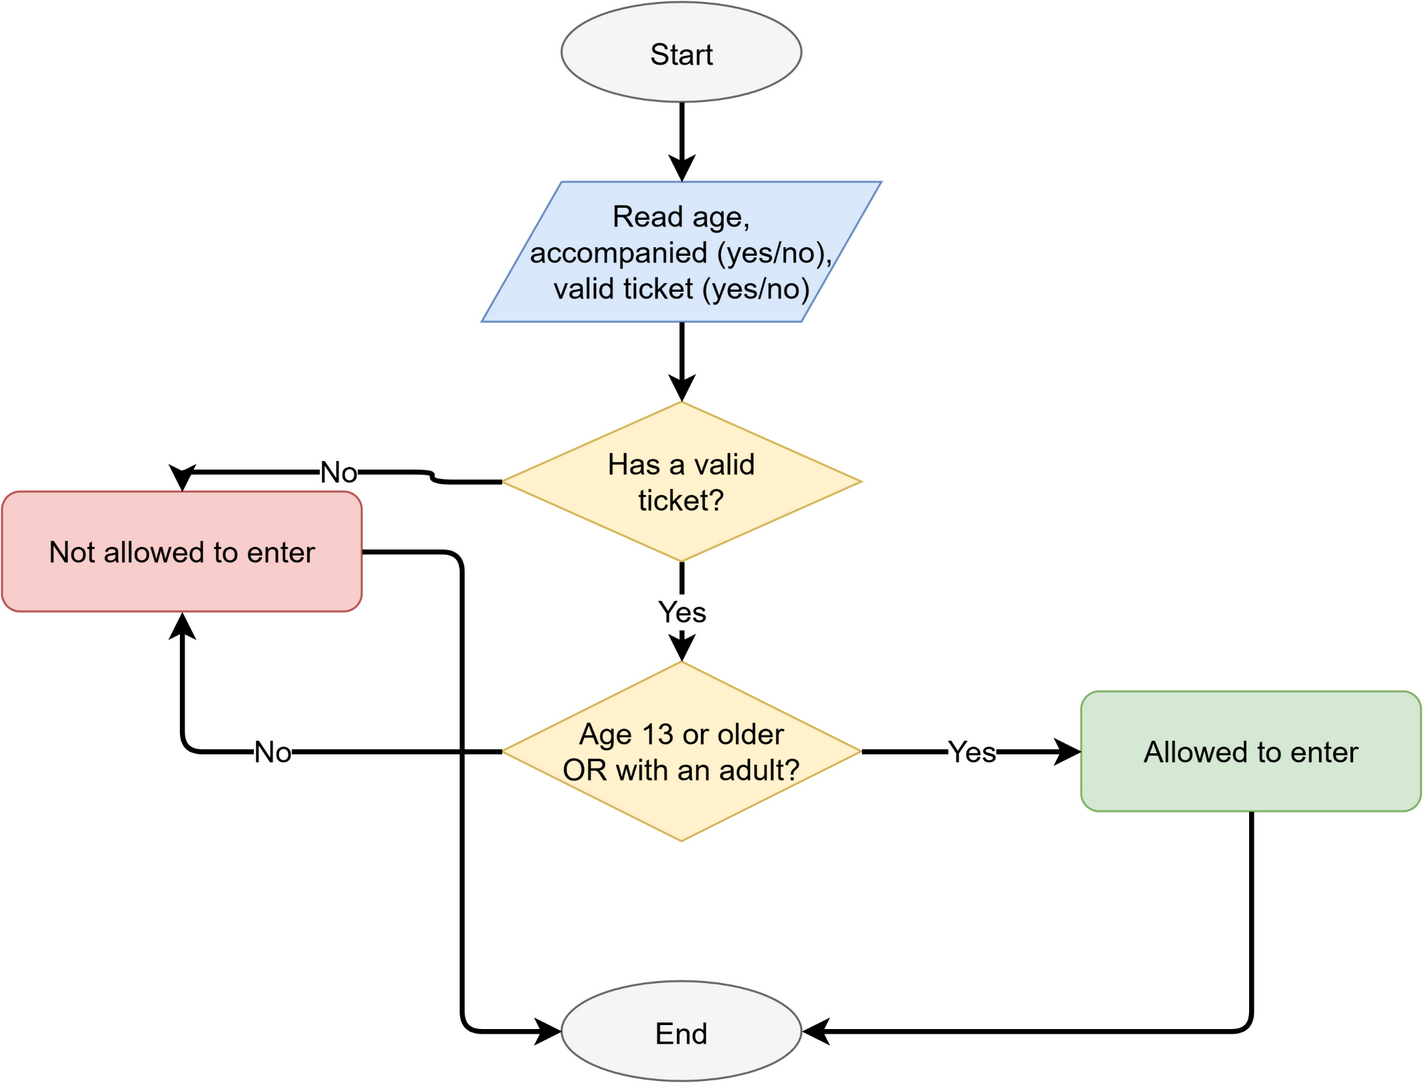 Start
Read age,
accompanied (yes/no),
valid ticket (yes/no)
Has a valid
ticket?
No
Not allowed to enter
Yes
Age 13 or older
OR with an adult?
No
Yes
Allowed to enter
End